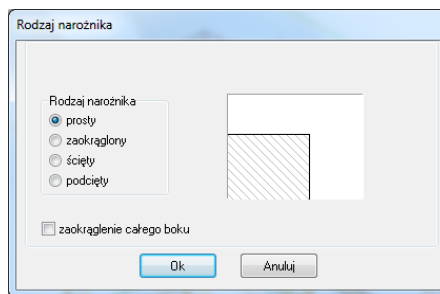 Rodzaj narożnika
Rodzaj narożnika
prosty
zaokrąglony
ścięty
podcięty
zaokrąglenie całego boku
Ok
Anuluj